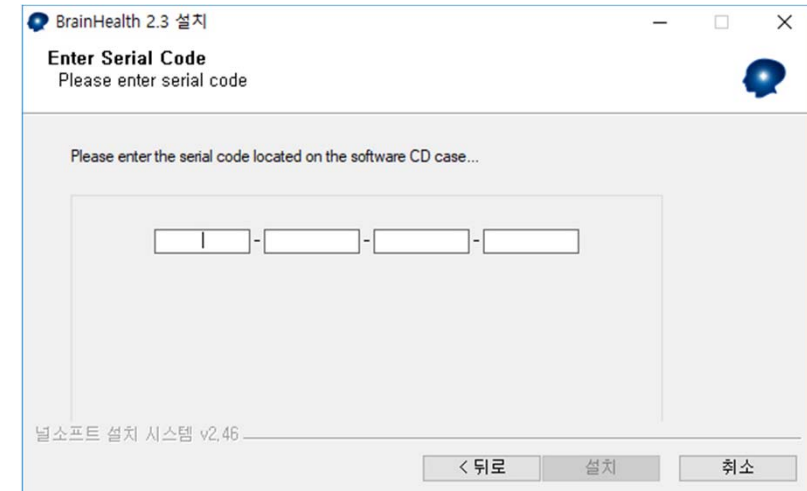 BrainHealth 2.3 설치
Enter Serial Code
Please enter serial code
Please enter the serial code located on the software CD case...
- - -
널소프트 설치 시스템 v2.46
< 뒤로 설치 취소